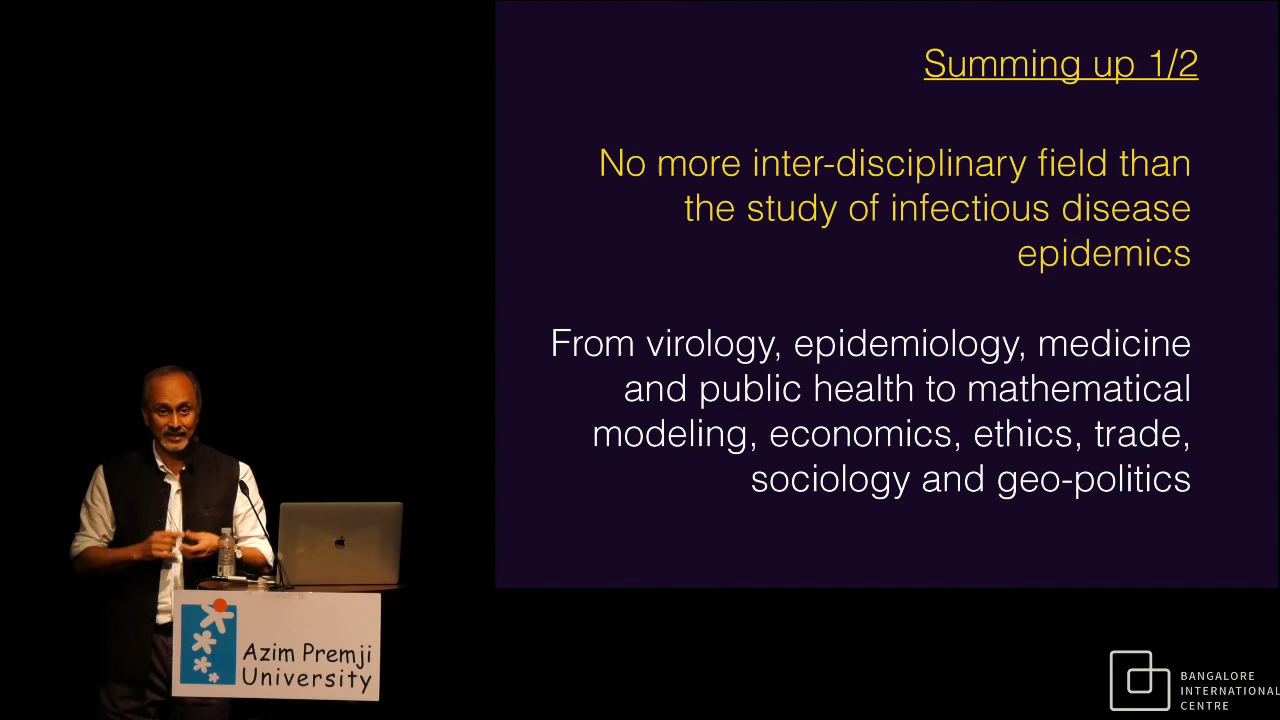 Summing up 1/2
No more inter-disciplinary field than
the study of infectious disease
epidemics
From virology, epidemiology, medicine
and public health to mathematical
modeling, economics, ethics, trade,
sociology and geo-politics
Azim Premji
University
BANGALORE
INTERNATIONAL
CENTRE